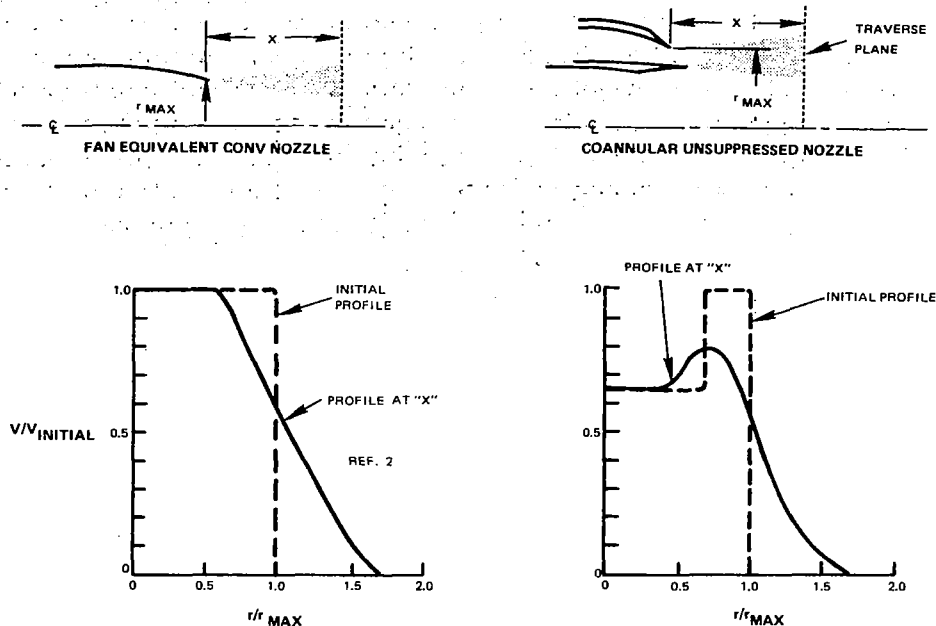 X
r MAX
℄
FAN EQUIVALENT CONV NOZZLE
X
TRAVERSE
PLANE
r MAX
℄
COANNULAR UNSUPPRESSED NOZZLE
V/V INITIAL
1.0
0.5
0
INITIAL
PROFILE
PROFILE AT "X"
REF. 2
0
0.5
1.0
1.5
2.0
r/r MAX
PROFILE AT "X"
INITIAL PROFILE
1.0
0.5
0
0
0.5
1.0
1.5
2.0
r/r MAX